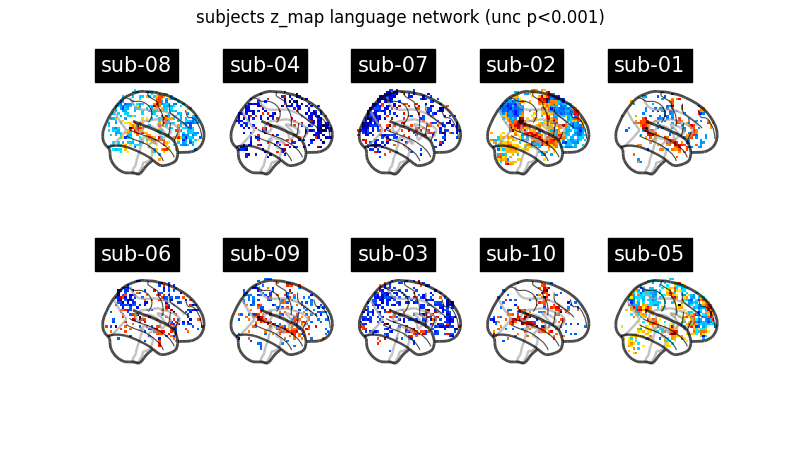 subjects z_map language network (unc p<0.001)
sub-08 sub-04 sub-07 sub-02 sub-01
sub-06 sub-09 sub-03 sub-10 sub-05